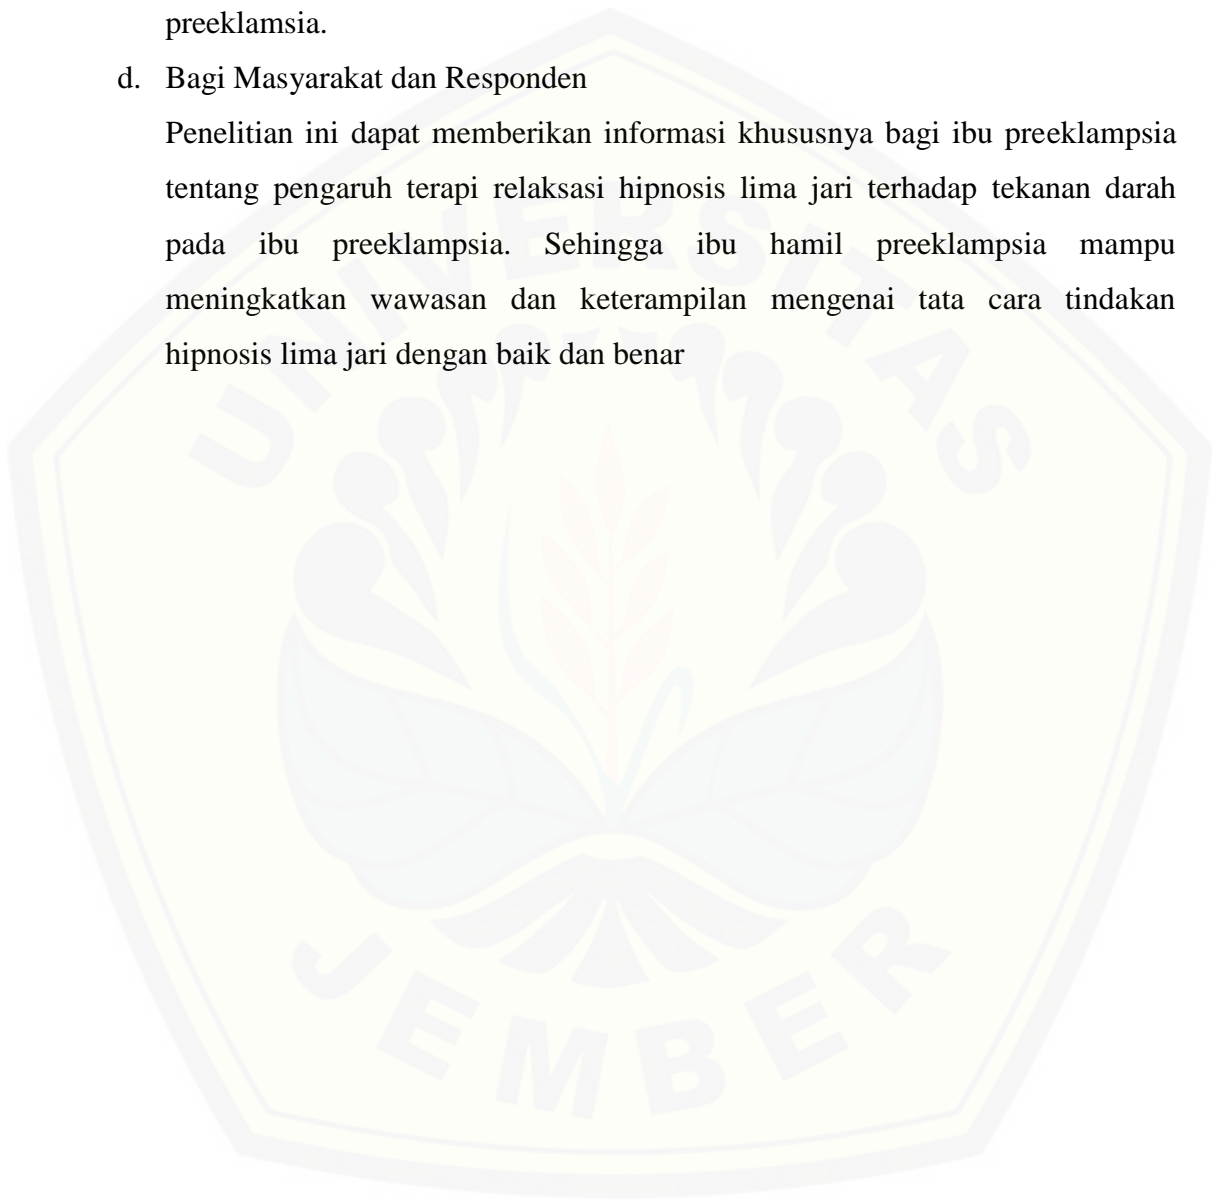 preeklamsia.
d. Bagi Masyarakat dan Responden
Penelitian ini dapat memberikan informasi khususnya bagi ibu preeklampsia
tentang pengaruh terapi relaksasi hipnosis lima jari terhadap tekanan darah
pada ibu preeklampsia. Sehingga ibu hamil preeklampsia mampu
meningkatkan wawasan dan keterampilan mengenai tata cara tindakan
hipnosis lima jari dengan baik dan benar
UNIVERSITAS
JEMBER